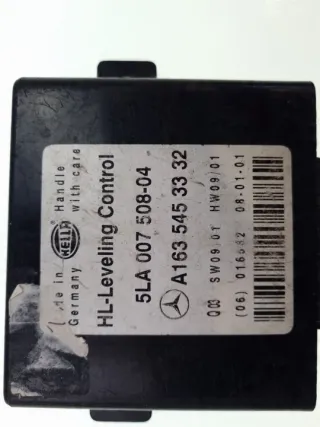 Made in
Germany
HELLA
Handle
with care
HL-Leveling Control
5LA 007 508-04
A163 545 33 32
SW09/01 HW09/01
(06) 016682 08-01-01